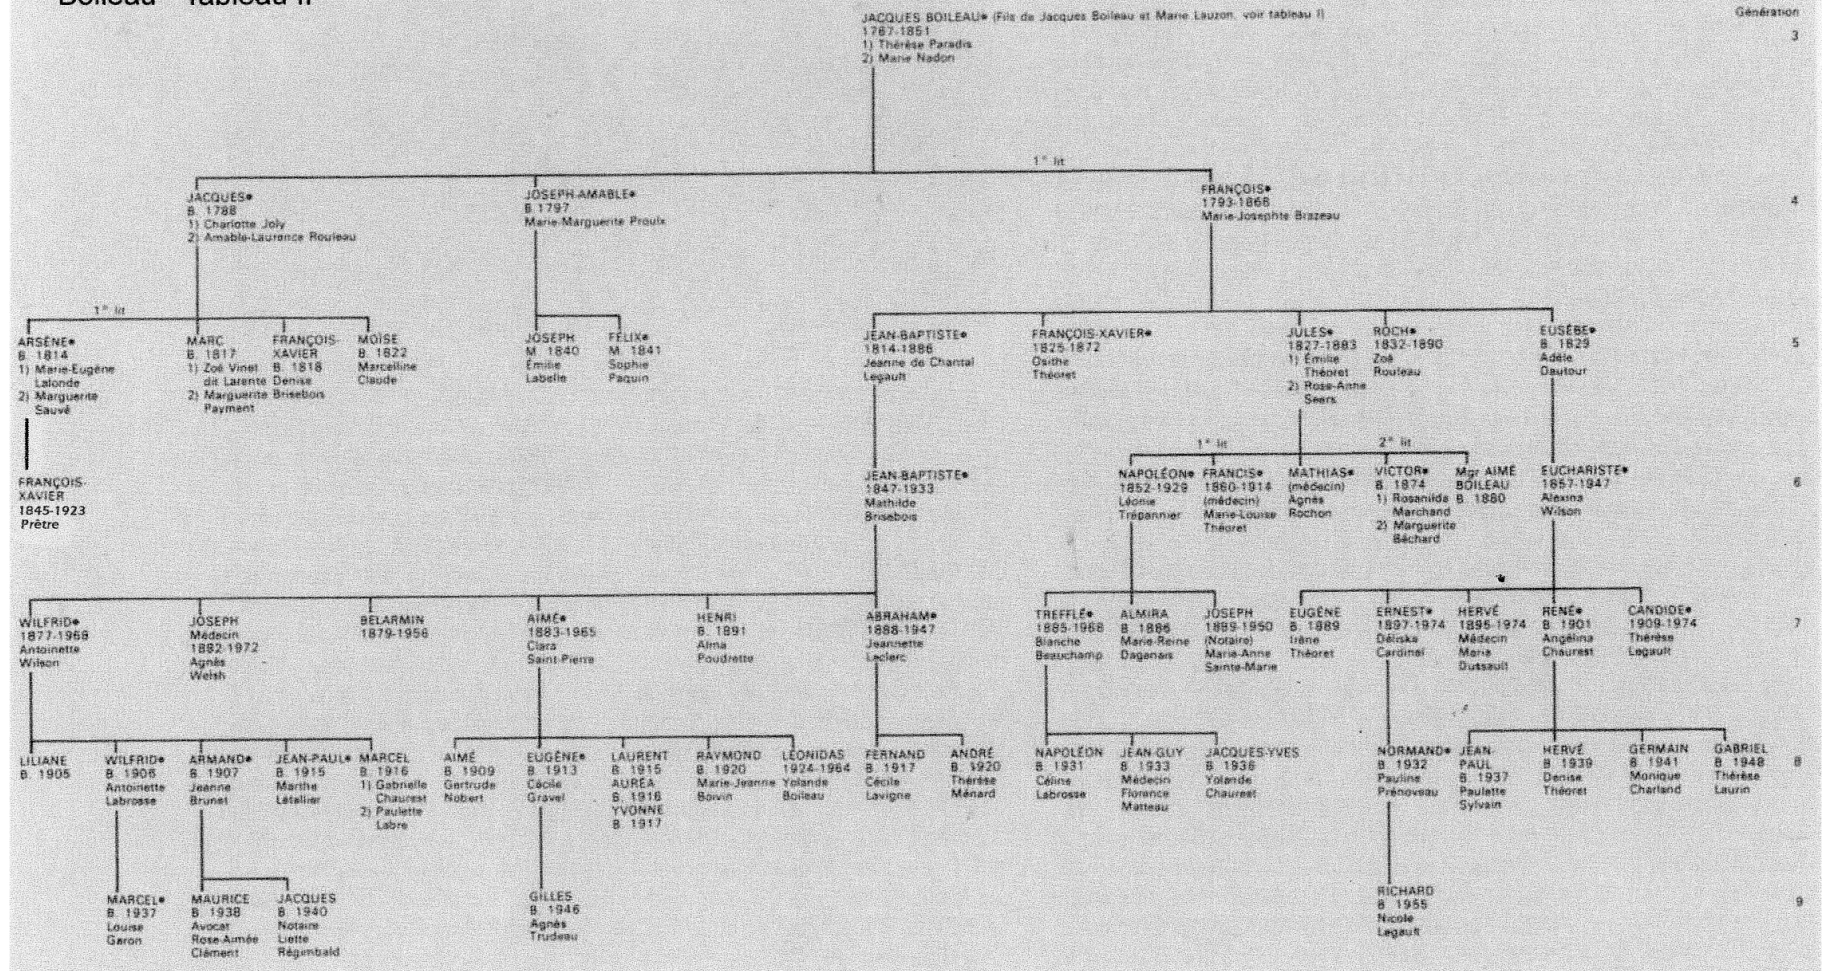 Boileau - Tableau II
JACQUES BOILEAU* (Fils de Jacques Boileau et Marie Lauzon, voir tableau I)
1767-1851
1) Thérèse Paradis
2) Marie Nadon
Génération
3
1° lit
JACQUES*
B. 1788
1) Charlotte Joly
2) Amable-Laurence Rouleau
JOSEPH-AMABLE*
B 1797
Marie-Marguerite Proulx
FRANÇOIS*
1793-1868
Marie-Josephte Brazeau
4
1° lit
ARSÈNE*
B. 1814
1) Marie-Eugène
Lalonde
2) Marguerite
Sauvé
MARC
B. 1817
1) Zoé Vinet
dit Larente
2) Marguerite
Payment
FRANÇOIS-
XAVIER
B. 1818
Denise
Brisebois
MOÏSE
B. 1822
Marcelline
Claude
JOSEPH
M. 1840
Émilie
Labelle
FÉLIX*
M. 1841
Sophie
Paquin
JEAN-BAPTISTE*
1814-1886
Jeanne de Chantal
Legault
FRANÇOIS-XAVIER*
1825-1872
Osithe
Théoret
JULES*
1827-1883
1) Émilie
Théoret
2) Rose-Anne
Seers
ROCH*
1832-1890
Zoé
Rouleau
EUSÈBE*
B. 1829
Adèle
Dautour
5
1° lit
2° lit
FRANÇOIS-
XAVIER
1845-1923
Prêtre
JEAN-BAPTISTE*
1847-1933
Mathilde
Brisebois
NAPOLÉON*
1852-1929
Léonie
Trépannier
FRANCIS*
1860-1914
(médecin)
Marie-Louise
Théoret
MATHIAS*
(médecin)
Agnès
Rochon
VICTOR*
B. 1874
1) Rosanilda
Marchand
2) Marguerite
Béchard
Mgr AIMÉ
BOILEAU
B. 1880
EUCHARISTE*
1857-1947
Alexina
Wilson
6
WILFRID*
1877-1968
Antoinette
Wilson
JOSEPH
Médecin
1882-1972
Agnès
Welsh
BELARMIN
1879-1956
AIMÉ*
1883-1965
Clara
Saint-Pierre
HENRI
B. 1891
Alma
Poudrette
ABRAHAM*
1888-1947
Jeannette
Leclerc
TREFFLÉ*
1885-1968
Blanche
Beauchamp
ALMIRA
B. 1886
Marie-Reine
Dagenais
JOSEPH
1889-1950
(Notaire)
Marie-Anne
Sainte-Marie
EUGÈNE
B. 1889
Irène
Théoret
ERNEST*
1897-1974
Déliska
Cardinal
HERVÉ
1895-1974
Médecin
Maria
Dussault
RENÉ*
B 1901
Angélina
Chaurest
CANDIDE*
1909-1974
Thérèse
Legault
7
LILIANE
B. 1905
WILFRID*
B. 1906
Antoinette
Labrosse
ARMAND*
B. 1907
Jeanne
Brunet
JEAN-PAUL*
B 1915
Marthe
Létallier
MARCEL
B. 1916
1) Gabrielle
Chaurest
2) Paulette
Labre
AIMÉ
B 1909
Gertrude
Nobert
EUGÈNE*
B 1913
Cécile
Gravel
LAURENT
B 1915
AURÉA
B. 1916
YVONNE
B. 1917
RAYMOND
B. 1920
Marie-Jeanne
Boivin
LÉONIDAS
1924-1964
Yolande
Boileau
FERNAND
B 1917
Cécile
Lavigne
ANDRÉ
B. 1920
Thérèse
Ménard
NAPOLÉON
B 1931
Céline
Labrosse
JEAN-GUY
B 1933
Médecin
Florence
Matteau
JACQUES-YVES
B 1936
Yolande
Chaurest
NORMAND*
B 1932
Pauline
Prénoveau
JEAN-
PAUL
B 1937
Paulette
Sylvain
HERVÉ
B 1939
Denise
Théoret
GERMAIN
B 1941
Monique
Charland
GABRIEL
B 1948
Thérèse
Laurin
8
MARCEL*
B 1937
Louise
Garon
MAURICE
B 1938
Avocat
Rose-Aimée
Clément
JACQUES
B 1940
Notaire
Liette
Régimbald
GILLES
B. 1946
Agnès
Trudeau
RICHARD
B 1955
Nicole
Legault
9